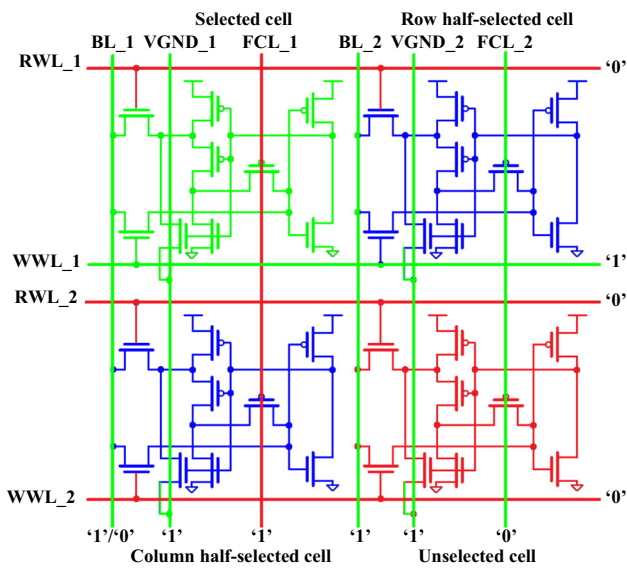 Selected cell Row half-selected cell
BL_1 VGND_1 FCL_1 BL_2 VGND_2 FCL_2
RWL_1 ‘0’
WWL_1 ‘1’
RWL_2 ‘0’
WWL_2 ‘0’
‘1’/‘0’ ‘1’ ‘1’ ‘1’ ‘1’ ‘0’
Column half-selected cell Unselected cell